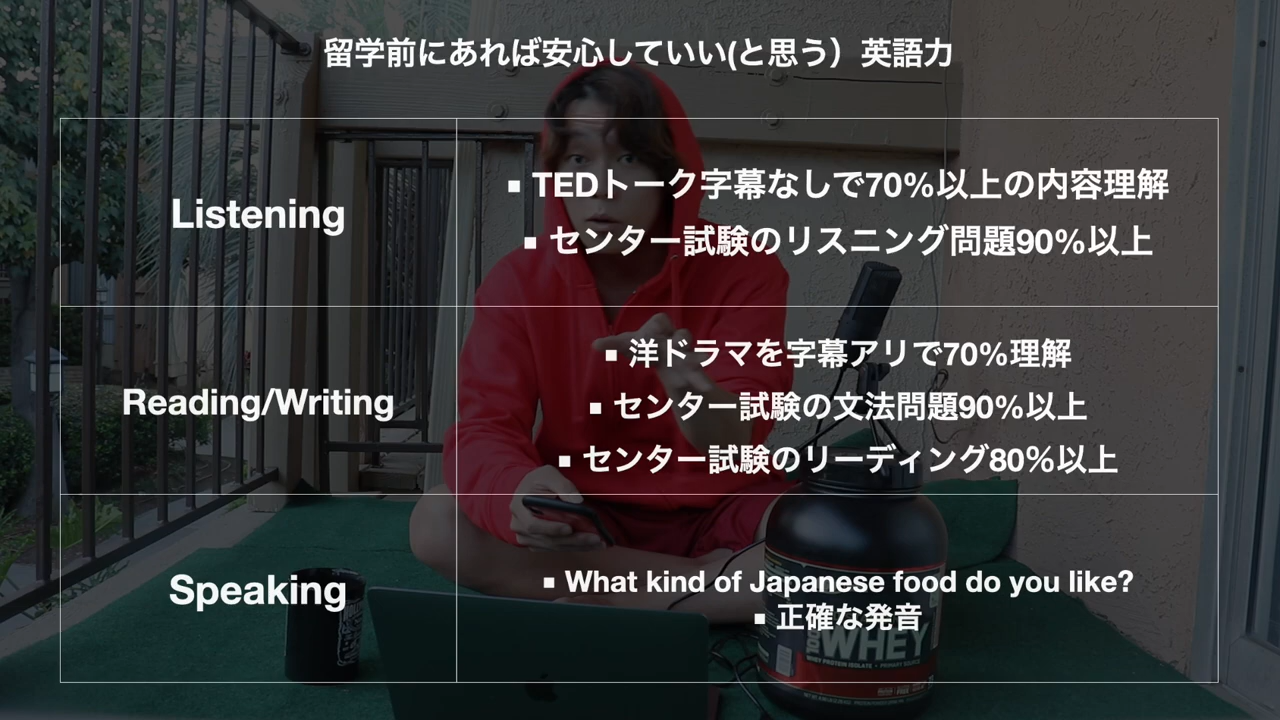 留学前にあれば安心していい(と思う）英語力
Listening
▪ TEDトーク字幕なしで70%以上の内容理解
▪ センター試験のリスニング問題90%以上
Reading/Writing
▪ 洋ドラマを字幕アリで70%理解
▪ センター試験の文法問題90%以上
▪ センター試験のリーディング80%以上
Speaking
▪ What kind of Japanese food do you like?
▪ 正確な発音
100% WHEY
WHEY PROTEIN ISOLATE • PRIMARY SOURCE